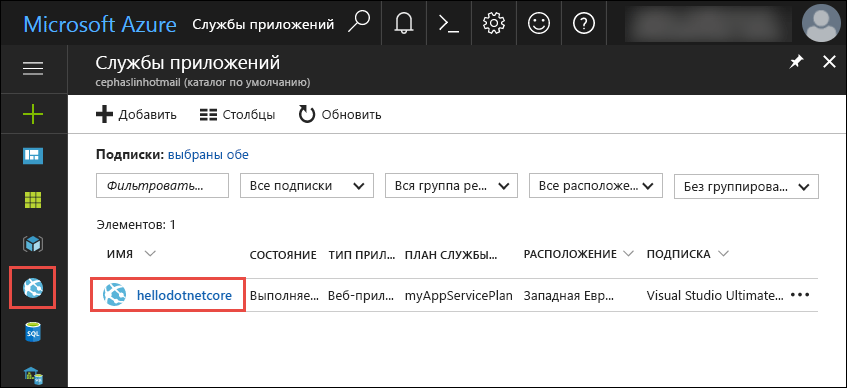 Microsoft Azure Службы приложений
Службы приложений
cephaslinhotmail (каталог по умолчанию)
Добавить Столбцы Обновить
Подписки: выбраны обе
Фильтровать... Все подписки Вся группа ре... Все расположе... Без группирова...
Элементов: 1
ИМЯ СОСТОЯНИЕ ТИП ПРИЛ... ПЛАН СЛУЖБЫ... РАСПОЛОЖЕНИЕ ПОДПИСКА
hellodotnetcore Выполняе... Веб-прил... myAppServicePlan Западная Евр... Visual Studio Ultimate...
SQL